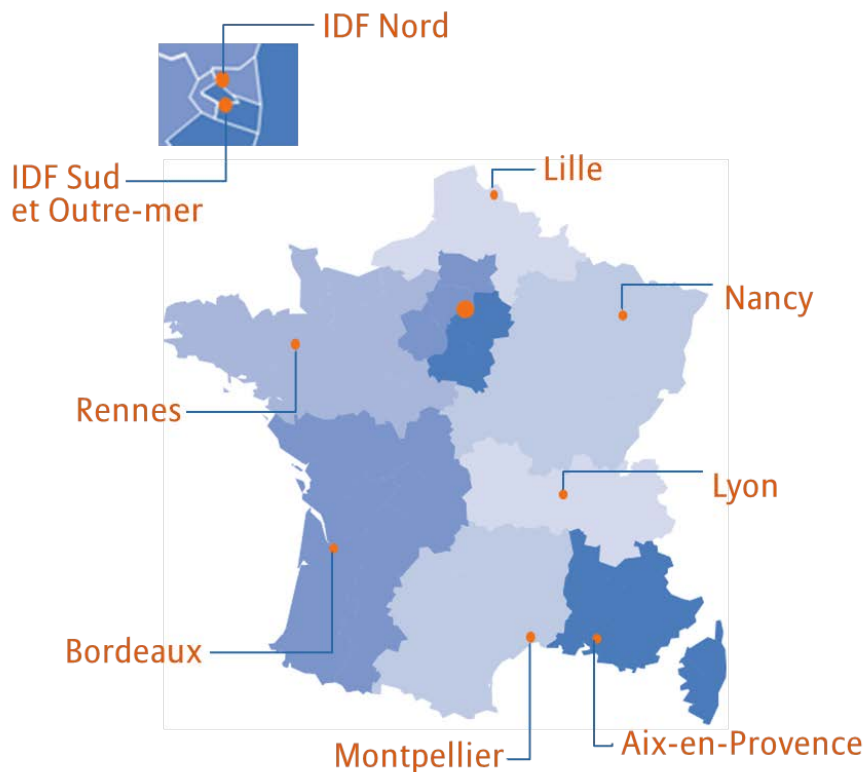 IDF Nord
IDF Sud
et Outre-mer
Lille
Nancy
Rennes
Lyon
Bordeaux
Montpellier
Aix-en-Provence